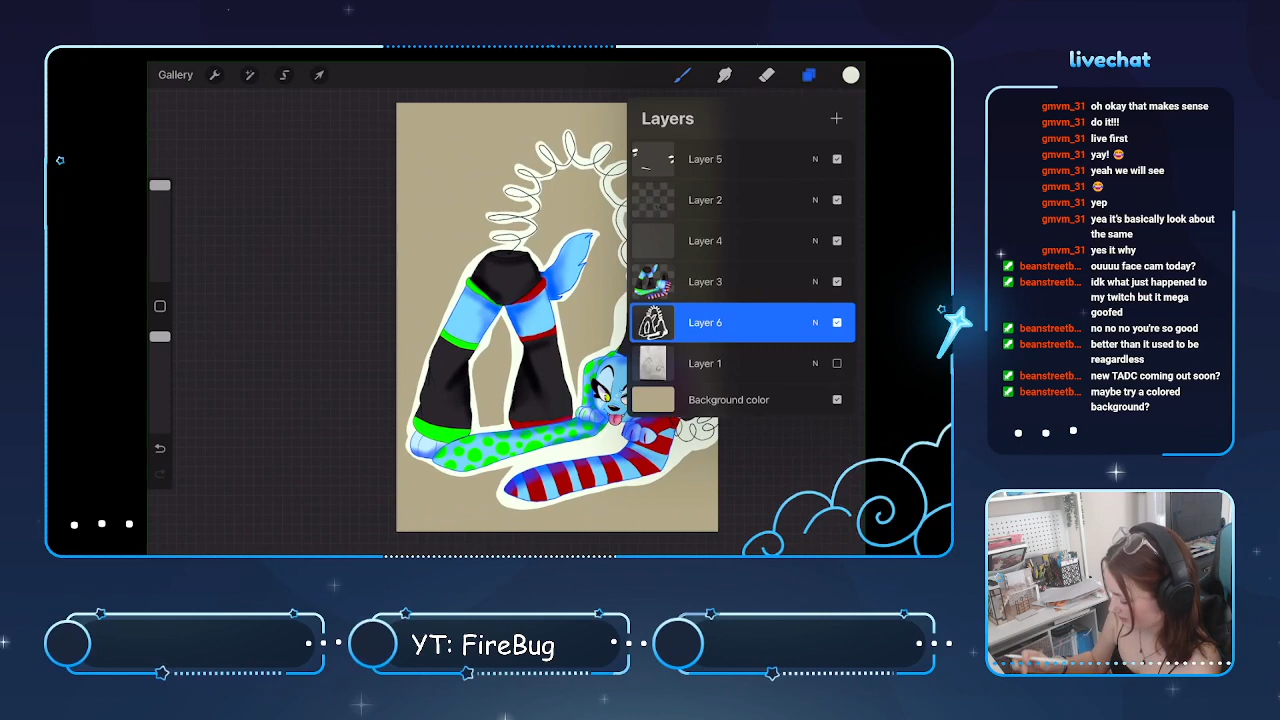 Gallery
Layers
Layer 5 N
Layer 2 N
Layer 4 N
Layer 3 N
Layer 6 N
Layer 1 N
Background color
livechat
gmvm_31 oh okay that makes sense
gmvm_31 do it!!!
gmvm_31 live first
gmvm_31 yay! 😂
gmvm_31 yeah we will see
gmvm_31 😂
gmvm_31 yep
gmvm_31 yea it's basically look about
the same
gmvm_31 yes it why
beanstreetb... ouuuu face cam today?
beanstreetb... idk what just happened to
my twitch but it mega
goofed
beanstreetb... no no no you're so good
beanstreetb... better than it used to be
reagardless
beanstreetb... new TADC coming out soon?
beanstreetb... maybe try a colored
background?
YT: FireBug